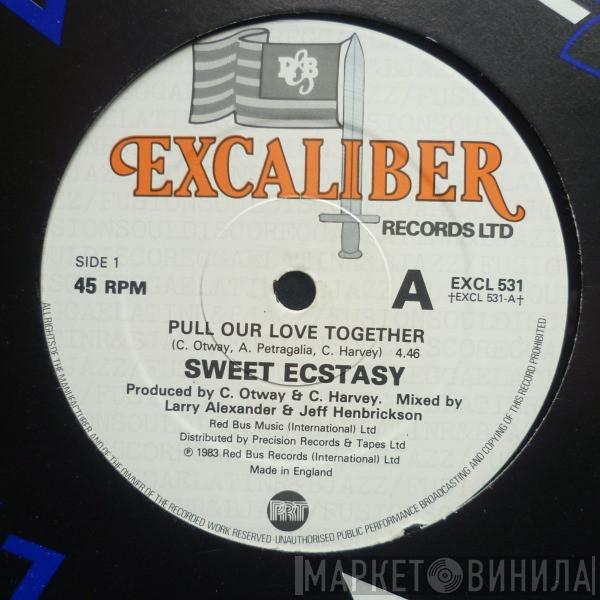 R&B
EXCALIBER
RECORDS LTD
SIDE 1
45 RPM
A
EXCL 531
†EXCL 531-A†
PULL OUR LOVE TOGETHER
(C. Otway, A. Petragalia, C. Harvey) 4.46
SWEET ECSTASY
Produced by C. Otway & C. Harvey. Mixed by
Larry Alexander & Jeff Henbrickson
Red Bus Music (International) Ltd
Distributed by Precision Records & Tapes Ltd
℗ 1983 Red Bus Records (International) Ltd
Made in England
PRT
ALL RIGHTS OF THE MANUFACTURER AND OF THE OWNER OF THE RECORDED WORK RESERVED · UNAUTHORISED PUBLIC PERFORMANCE BROADCASTING AND COPYING OF THIS RECORD PROHIBITED
МАРКЕТ ВИНИЛА